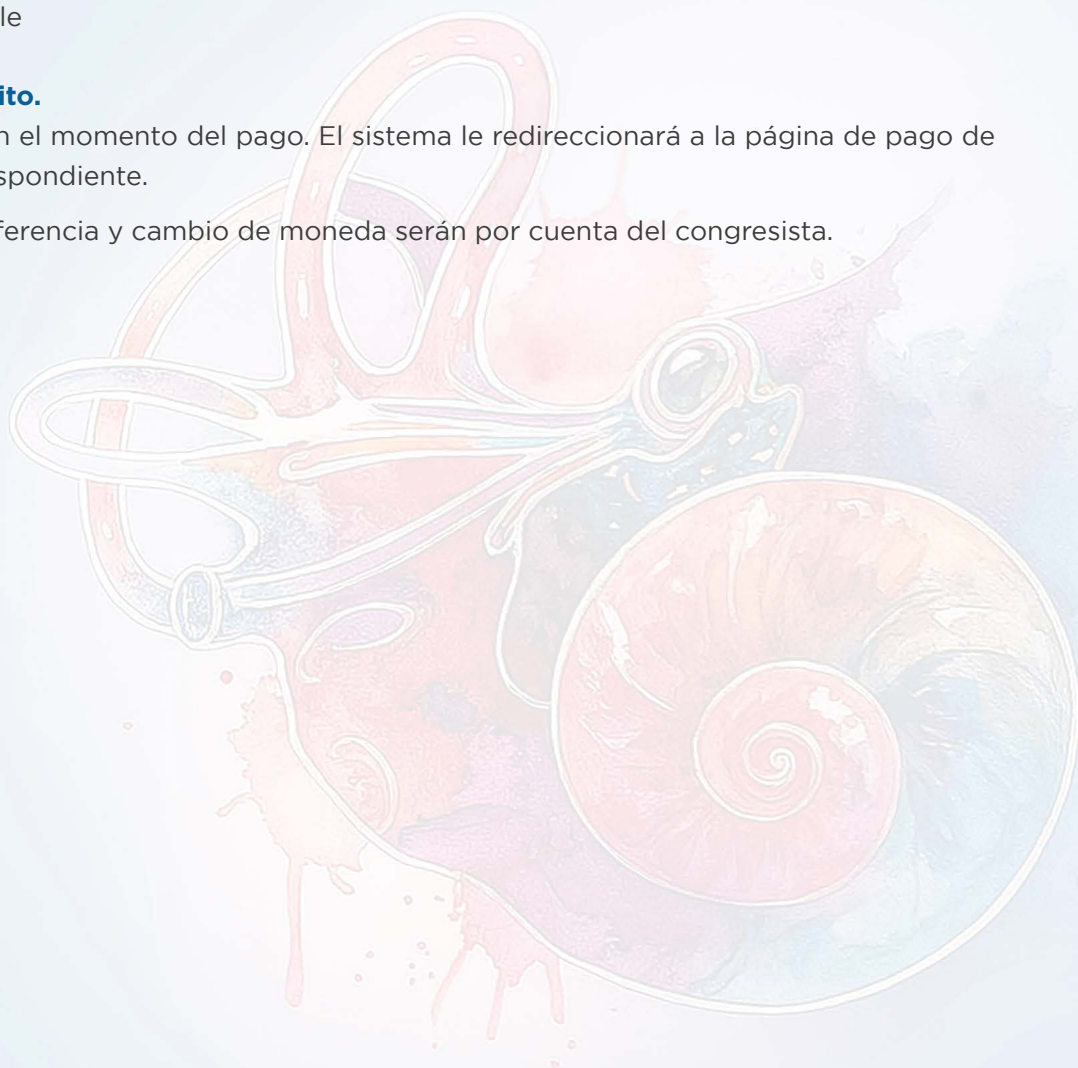 le
ito.
n el momento del pago. El sistema le redireccionará a la página de pago de
spondiente.
ferencia y cambio de moneda serán por cuenta del congresista.